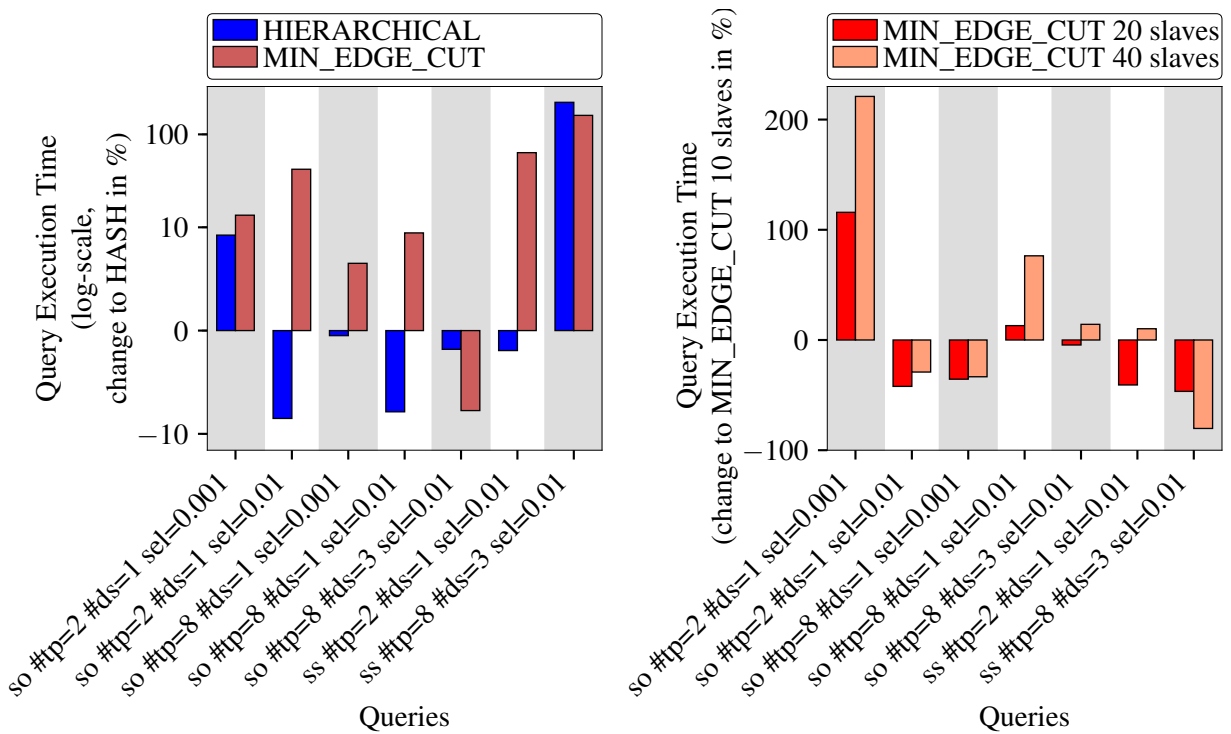 HIERARCHICAL
MIN_EDGE_CUT
Query Execution Time
(log-scale,
change to HASH in %)
100
10
0
−10
so #tp=2 #ds=1 sel=0.001
so #tp=2 #ds=1 sel=0.01
so #tp=8 #ds=1 sel=0.001
so #tp=8 #ds=1 sel=0.01
so #tp=8 #ds=3 sel=0.01
ss #tp=2 #ds=1 sel=0.01
ss #tp=8 #ds=3 sel=0.01
Queries
MIN_EDGE_CUT 20 slaves
MIN_EDGE_CUT 40 slaves
Query Execution Time
(change to MIN_EDGE_CUT 10 slaves in %)
200
100
0
−100
so #tp=2 #ds=1 sel=0.001
so #tp=2 #ds=1 sel=0.01
so #tp=8 #ds=1 sel=0.001
so #tp=8 #ds=1 sel=0.01
so #tp=8 #ds=3 sel=0.01
ss #tp=2 #ds=1 sel=0.01
ss #tp=8 #ds=3 sel=0.01
Queries